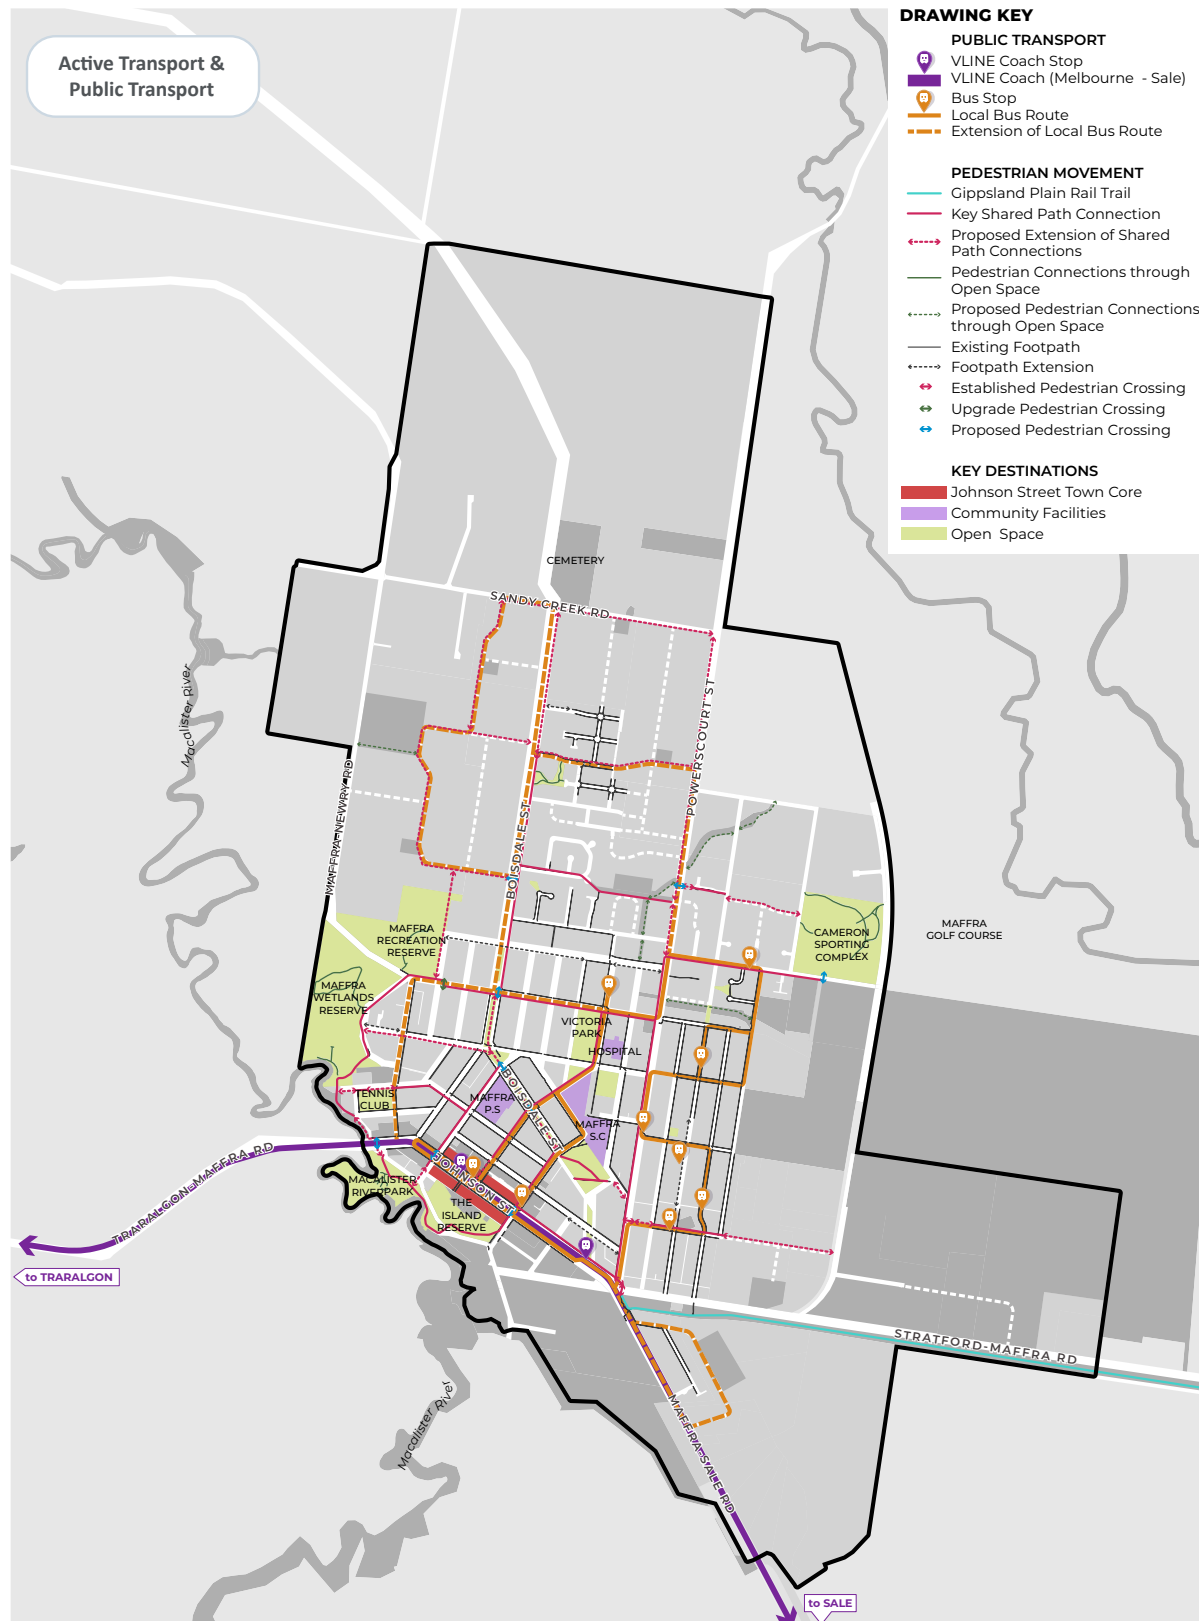 Active Transport &
Public Transport
DRAWING KEY
PUBLIC TRANSPORT
VLINE Coach Stop
VLINE Coach (Melbourne - Sale)
Bus Stop
Local Bus Route
Extension of Local Bus Route
PEDESTRIAN MOVEMENT
Gippsland Plain Rail Trail
Key Shared Path Connection
Proposed Extension of Shared
Path Connections
Pedestrian Connections through
Open Space
Proposed Pedestrian Connections
through Open Space
Existing Footpath
Footpath Extension
Established Pedestrian Crossing
Upgrade Pedestrian Crossing
Proposed Pedestrian Crossing
KEY DESTINATIONS
Johnson Street Town Core
Community Facilities
Open Space
CEMETERY
SANDY CREEK RD
Macalister River
POWERSCOURT ST
MAFFRA-NEWRY RD
BOISDALE ST
MAFFRA
RECREATION
RESERVE
CAMERON
SPORTING
COMPLEX
MAFFRA
GOLF COURSE
MAFFRA
WETLANDS
RESERVE
VICTORIA
PARK
HOSPITAL
BOISDALE ST
TENNIS
CLUB
MAFFRA
P.S
MAFFRA
S.C
TRARALGON-MAFFRA RD
JOHNSON ST
MACALISTER
RIVERPARK
THE
ISLAND
RESERVE
to TRARALGON
STRATFORD-MAFFRA RD
Macalister River
MAFFRA-SALE RD
to SALE